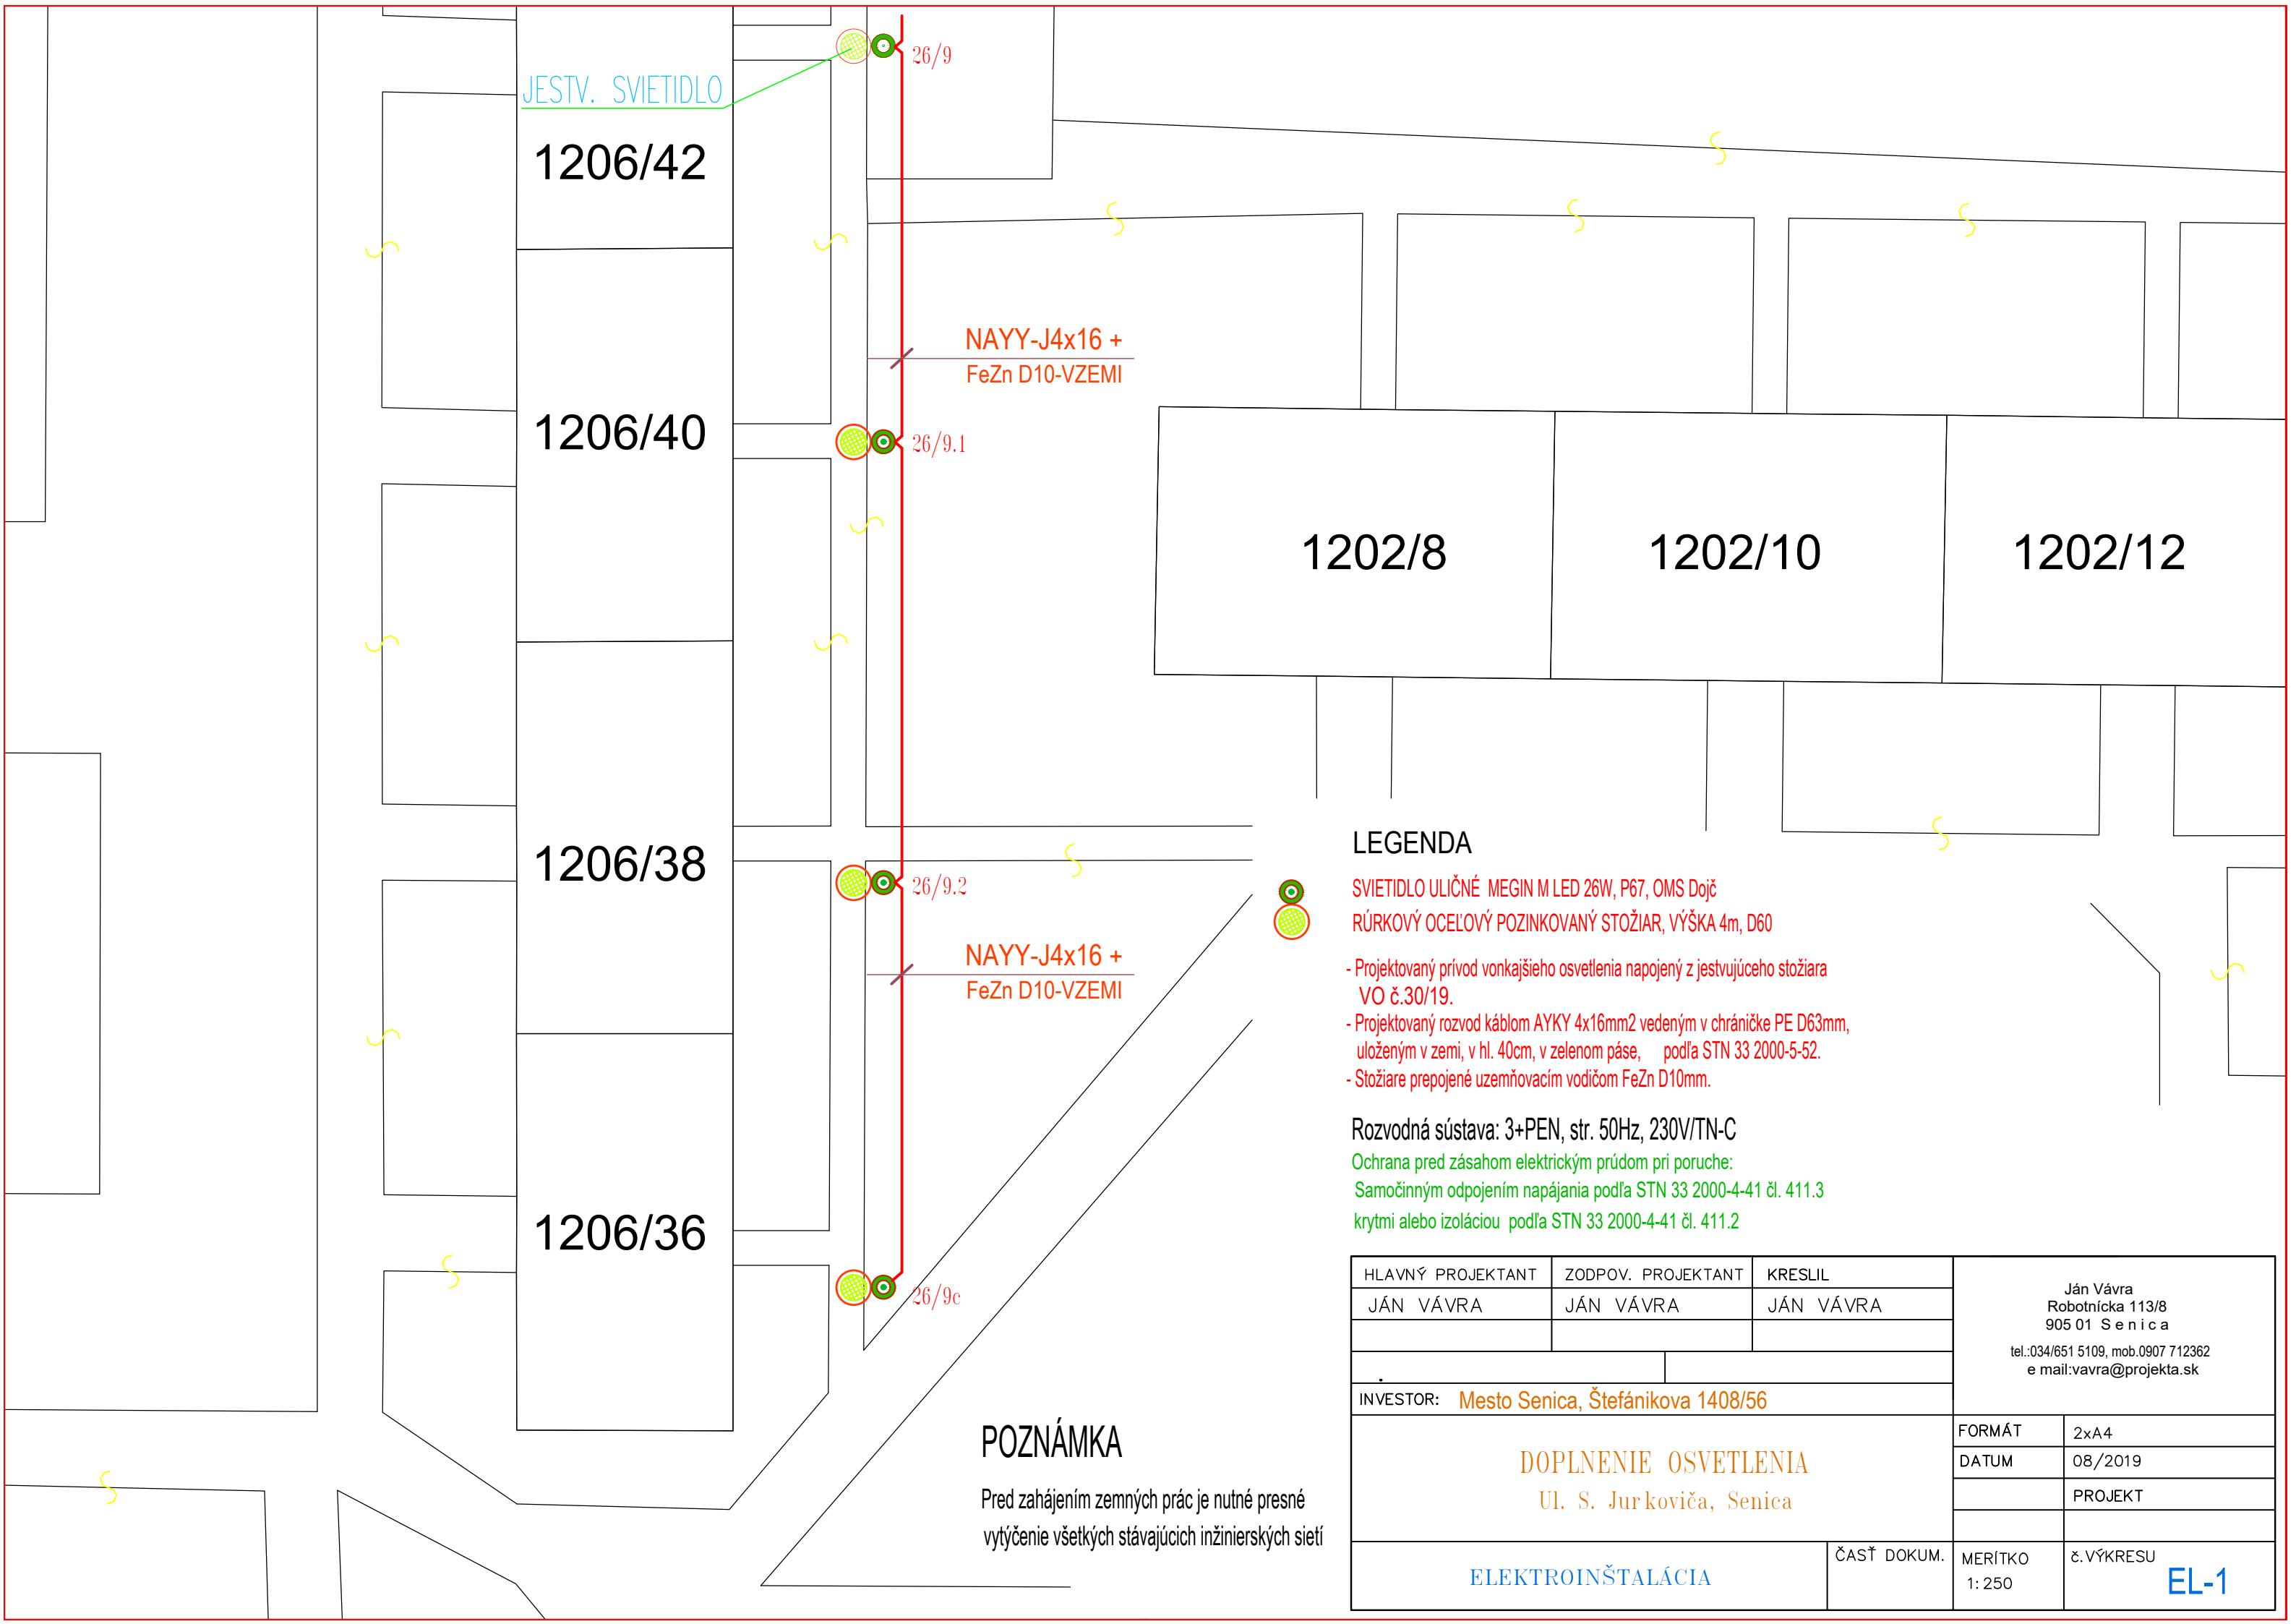 26/9
JESTV. SVIETIDLO
1206/42
NAYY-J4x16 +
FeZn D10-VZEMI
1206/40
26/9.1
1202/8
1202/10
1202/12
1206/38
26/9.2
NAYY-J4x16 +
FeZn D10-VZEMI
1206/36
26/9c
LEGENDA
SVIETIDLO ULIČNÉ MEGIN M LED 26W, P67, OMS Dojč
RÚRKOVÝ OCEĽOVÝ POZINKOVANÝ STOŽIAR, VÝŠKA 4m, D60
- Projektovaný prívod vonkajšieho osvetlenia napojený z jestvujúceho stožiara
VO č.30/19.
- Projektovaný rozvod káblom AYKY 4x16mm2 vedeným v chráničke PE D63mm,
uloženým v zemi, v hl. 40cm, v zelenom páse, podľa STN 33 2000-5-52.
- Stožiare prepojené uzemňovacím vodičom FeZn D10mm.
Rozvodná sústava: 3+PEN, str. 50Hz, 230V/TN-C
Ochrana pred zásahom elektrickým prúdom pri poruche:
Samočinným odpojením napájania podľa STN 33 2000-4-41 čl. 411.3
krytmi alebo izoláciou podľa STN 33 2000-4-41 čl. 411.2
POZNÁMKA
Pred zahájením zemných prác je nutné presné
vytýčenie všetkých stávajúcich inžinierských sietí
HLAVNÝ PROJEKTANT
ZODPOV. PROJEKTANT
KRESLIL
JÁN VÁVRA
JÁN VÁVRA
JÁN VÁVRA
Ján Vávra
Robotnícka 113/8
905 01 S e n i c a
tel.:034/651 5109, mob.0907 712362
e mail:vavra@projekta.sk
INVESTOR: Mesto Senica, Štefánikova 1408/56
DOPLNENIE OSVETLENIA
Ul. S. Jurkoviča, Senica
FORMÁT
2xA4
DATUM
08/2019
PROJEKT
ELEKTROINŠTALÁCIA
ČASŤ DOKUM.
MERÍTKO
1:250
č.VÝKRESU
EL-1